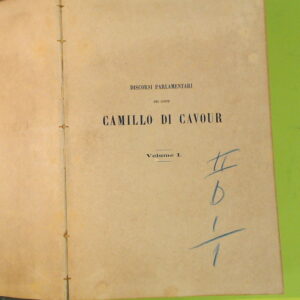 DISCORSI PARLAMENTARI
DEL CONTE
CAMILLO DI CAVOUR
Volume I.
II
D
1
1